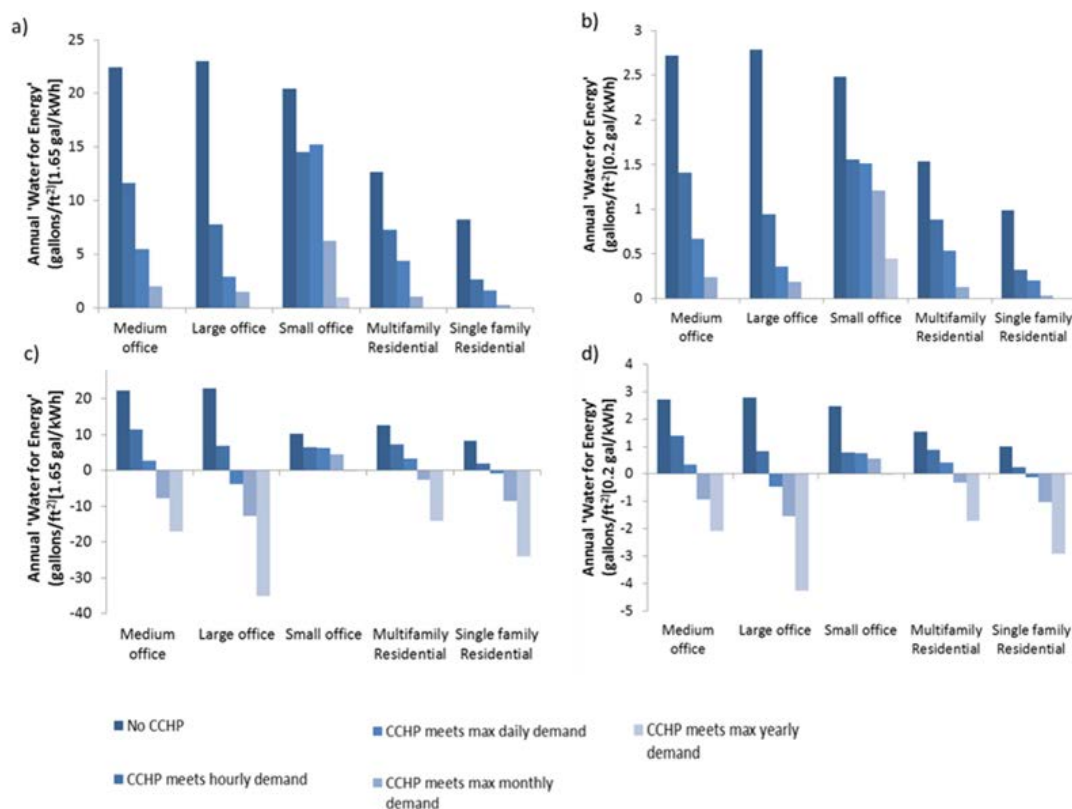 a)
Annual 'Water for Energy'
(gallons/ft²)[1.65 gal/kWh]
25
20
15
10
5
0
Medium
office
Large office
Small office
Multifamily
Residential
Single family
Residential
b)
Annual 'Water for Energy'
(gallons/ft²)[0.2 gal/kWh]
3
2.5
2
1.5
1
0.5
0
Medium
office
Large office
Small office
Multifamily
Residential
Single family
Residential
c)
Annual 'Water for Energy'
(gallons/ft²)[1.65 gal/kWh]
20
10
0
-10
-20
-30
-40
Medium
office
Large office
Small office
Multifamily
Residential
Single family
Residential
d)
Annual 'Water for Energy'
(gallons/ft²)[0.2 gal/kWh]
4
3
2
1
0
-1
-2
-3
-4
-5
Medium
office
Large office
Small office
Multifamily
Residential
Single family
Residential
No CCHP
CCHP meets hourly demand
CCHP meets max daily demand
CCHP meets max monthly
demand
CCHP meets max yearly
demand